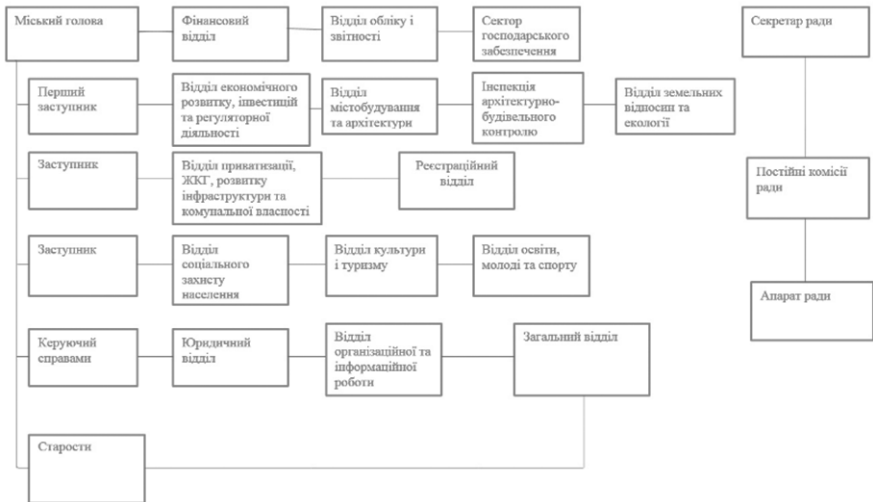 Міський голова
Фінансовий
відділ
Відділ обліку і
звітності
Сектор
господарського
забезпечення
Секретар ради
Перший
заступник
Відділ економічного
розвитку, інвестицій
та регуляторної
діяльності
Відділ
містобудування
та архітектури
Інспекція
архітектурно-
будівельного
контролю
Відділ земельних
відносин та
екології
Заступник
Відділ приватизації,
ЖКГ, розвитку
інфраструктури та
комунальної власності
Реєстраційний
відділ
Постійні комісії
ради
Заступник
Відділ
соціального
захисту
населення
Відділ культури
і туризму
Відділ освіти,
молоді та спорту
Апарат ради
Керуючий
справами
Юридичний
відділ
Відділ
організаційної та
інформаційної
роботи
Загальний відділ
Старости